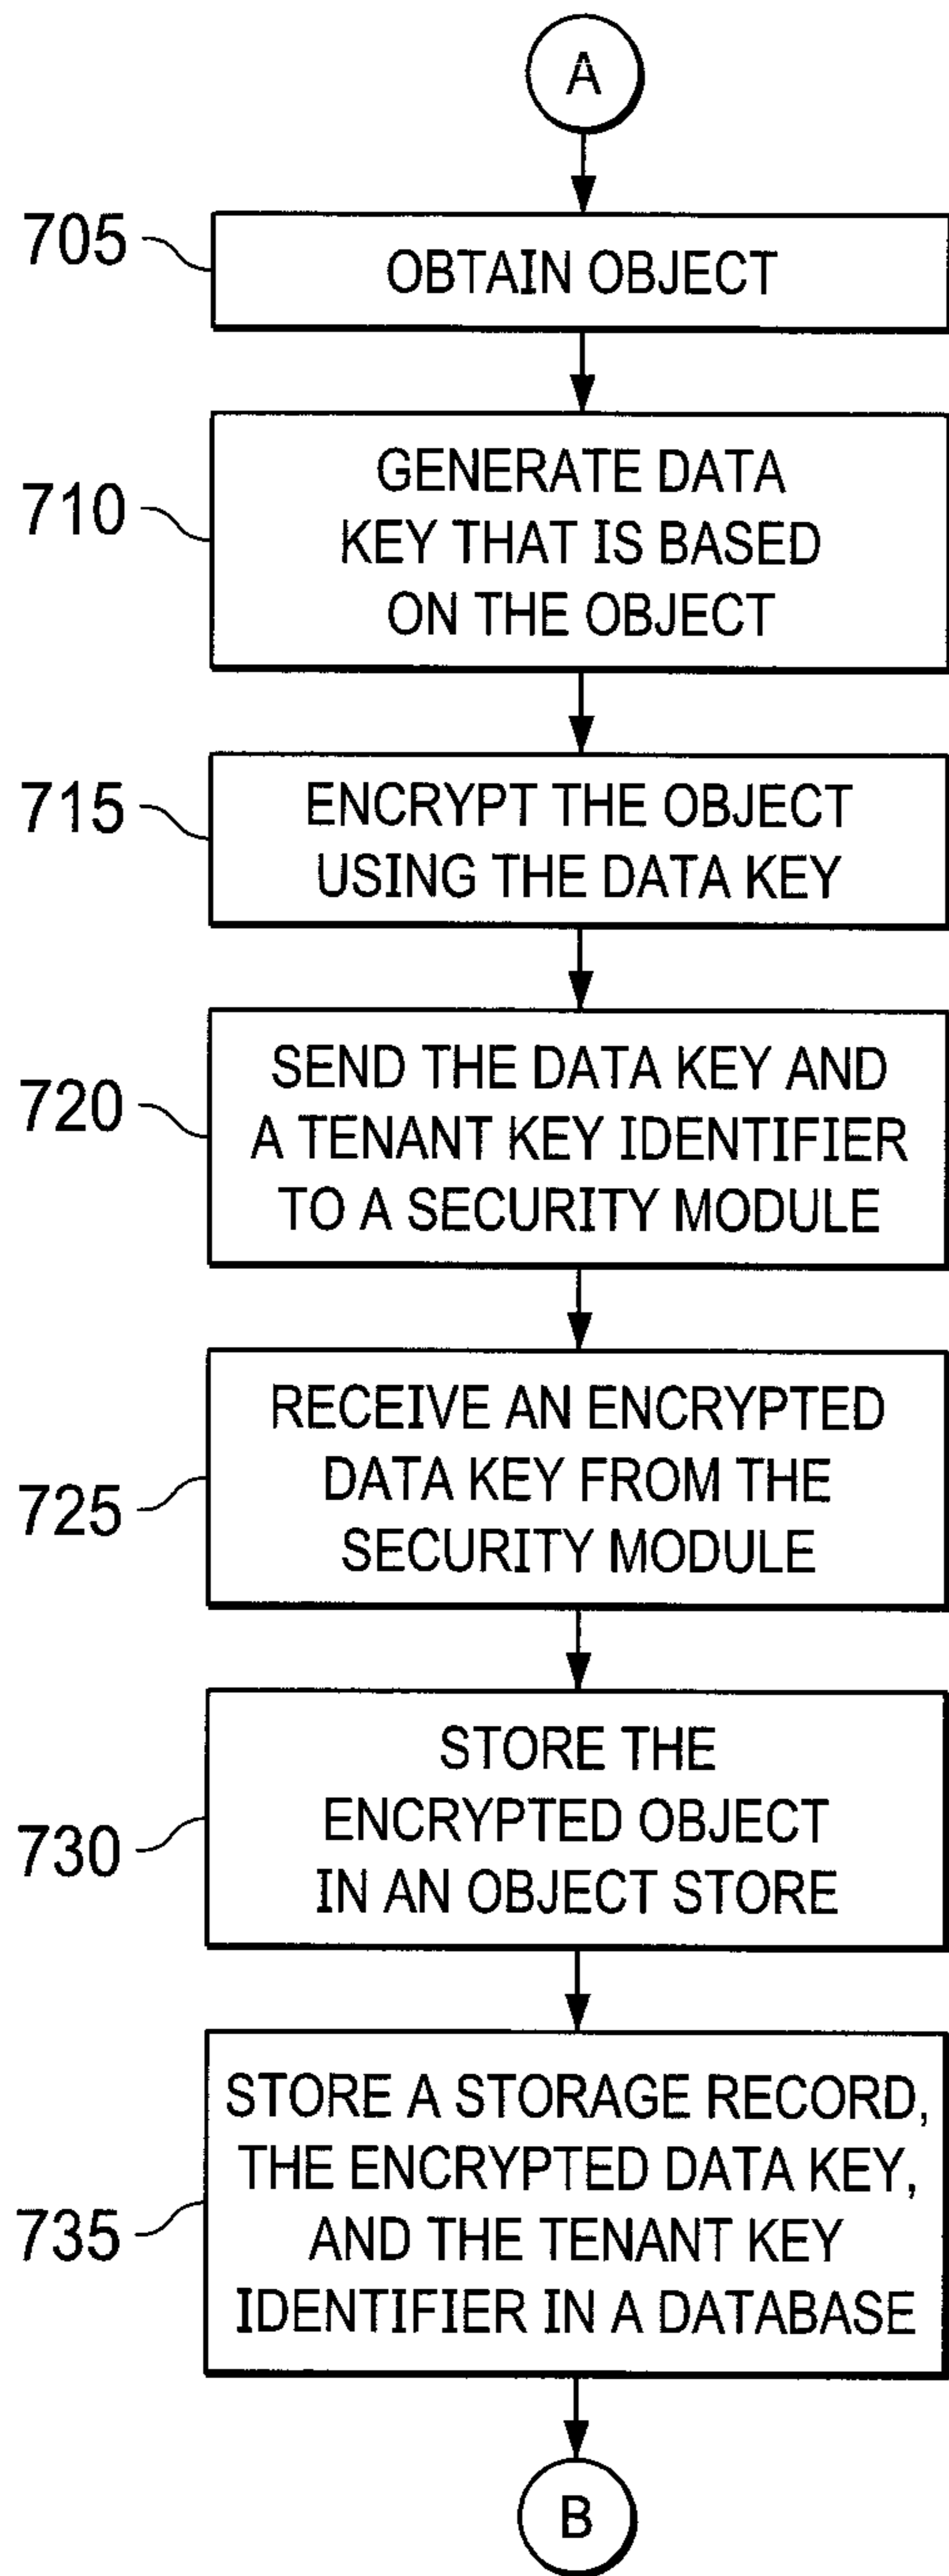 A
705
OBTAIN OBJECT
710
GENERATE DATA
KEY THAT IS BASED
ON THE OBJECT
715
ENCRYPT THE OBJECT
USING THE DATA KEY
720
SEND THE DATA KEY AND
A TENANT KEY IDENTIFIER
TO A SECURITY MODULE
725
RECEIVE AN ENCRYPTED
DATA KEY FROM THE
SECURITY MODULE
730
STORE THE
ENCRYPTED OBJECT
IN AN OBJECT STORE
735
STORE A STORAGE RECORD,
THE ENCRYPTED DATA KEY,
AND THE TENANT KEY
IDENTIFIER IN A DATABASE
B